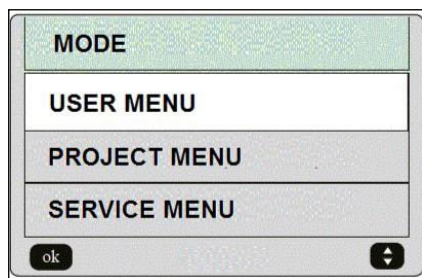 MODE
USER MENU
PROJECT MENU
SERVICE MENU
ok